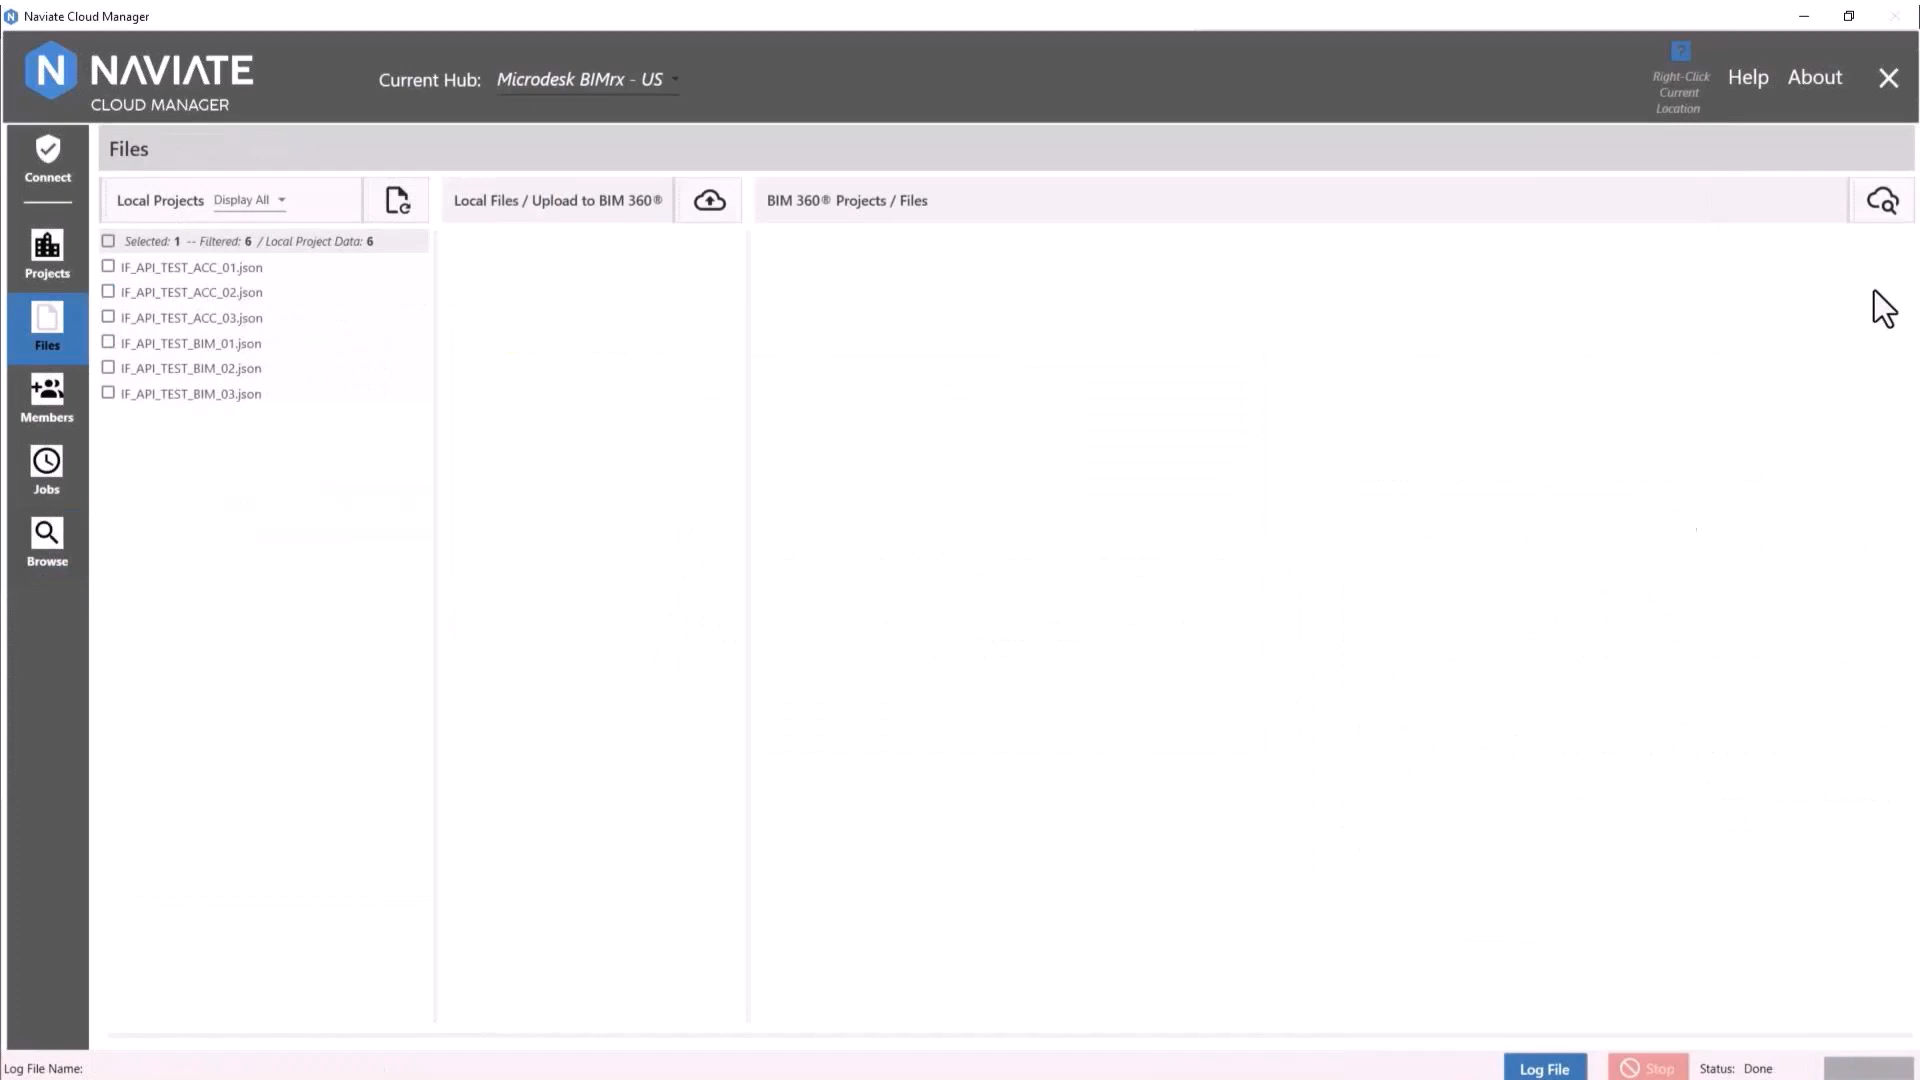 Naviate Cloud Manager
NAVIATE
CLOUD MANAGER
Current Hub: Microdesk BIMrx - US
?
Right-Click
Current
Location
Help About
Connect
Projects
Files
Members
Jobs
Browse
Files
Local Projects Display All
Local Files / Upload to BIM 360®
BIM 360® Projects / Files
Selected: 1 -- Filtered: 6 / Local Project Data: 6
IF_API_TEST_ACC_01.json
IF_API_TEST_ACC_02.json
IF_API_TEST_ACC_03.json
IF_API_TEST_BIM_01.json
IF_API_TEST_BIM_02.json
IF_API_TEST_BIM_03.json
Log File Name:
Log File
Stop
Status: Done